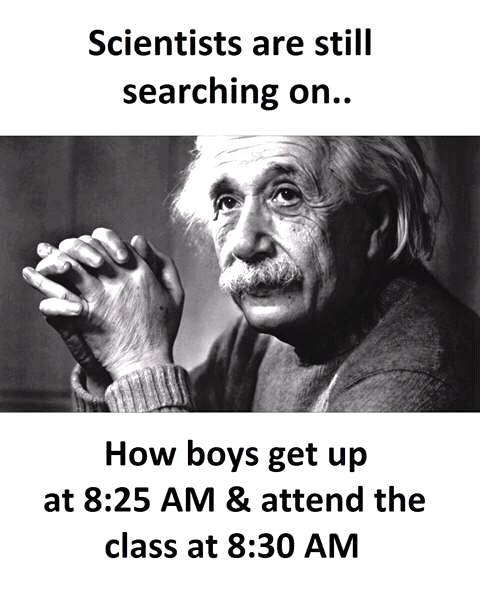 Scientists are still
searching on..
How boys get up
at 8:25 AM & attend the
class at 8:30 AM